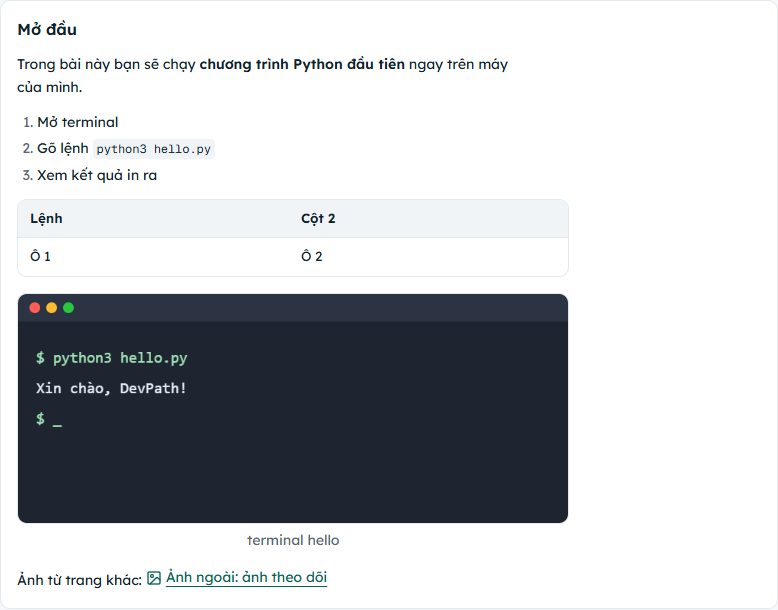 Mở đầu
Trong bài này bạn sẽ chạy chương trình Python đầu tiên ngay trên máy
của mình.
1. Mở terminal
2. Gõ lệnh python3 hello.py
3. Xem kết quả in ra
Lệnh Cột 2
Ô 1 Ô 2
$ python3 hello.py
Xin chào, DevPath!
$ _
terminal hello
Ảnh từ trang khác: Ảnh ngoài: ảnh theo dõi